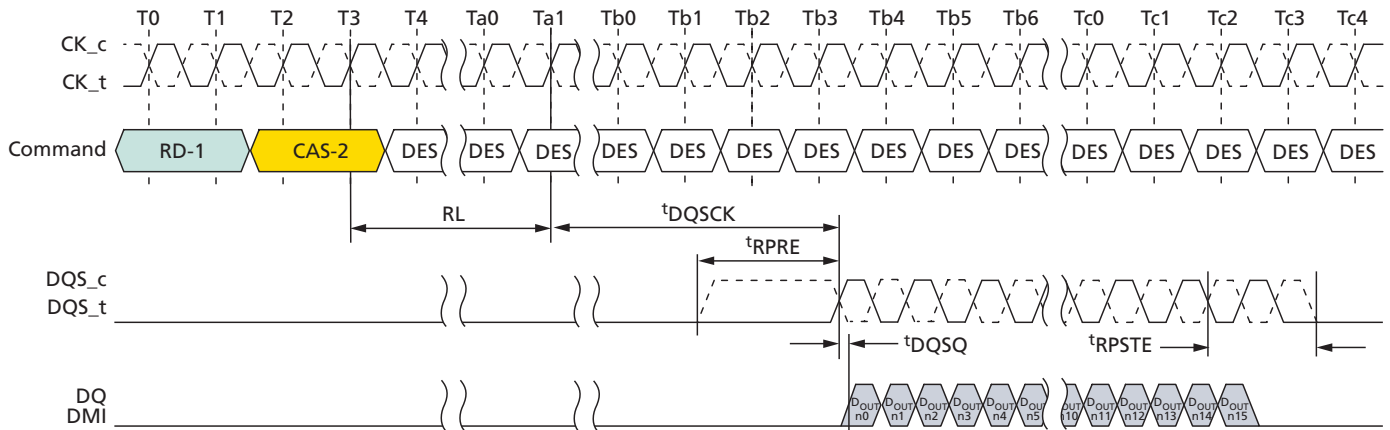 T0 T1 T2 T3 T4 Ta0 Ta1 Tb0 Tb1 Tb2 Tb3 Tb4 Tb5 Tb6 Tc0 Tc1 Tc2 Tc3 Tc4
CK_c
CK_t
Command RD-1 CAS-2 DES DES DES DES DES DES DES DES DES DES DES DES DES DES DES
RL tDQSCK
tRPRE
DQS_c
DQS_t
tDQSQ tRPSTE
DQ
DMI
DOUT n0 DOUT n1 DOUT n2 DOUT n3 DOUT n4 DOUT n5 DOUT n10 DOUT n11 DOUT n12 DOUT n13 DOUT n14 DOUT n15